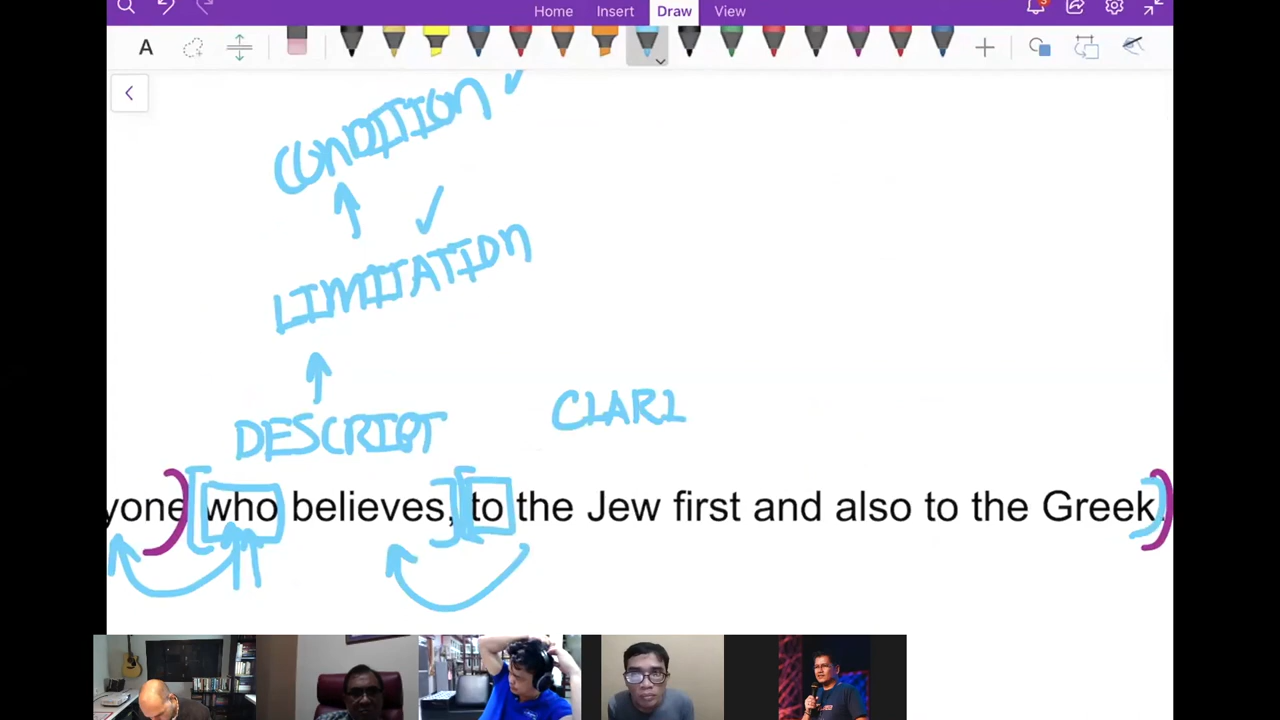 Home Insert Draw View
A
CONDITION
LIMITATION
DESCRIPT
CLARI
yone who believes, to the Jew first and also to the Greek.